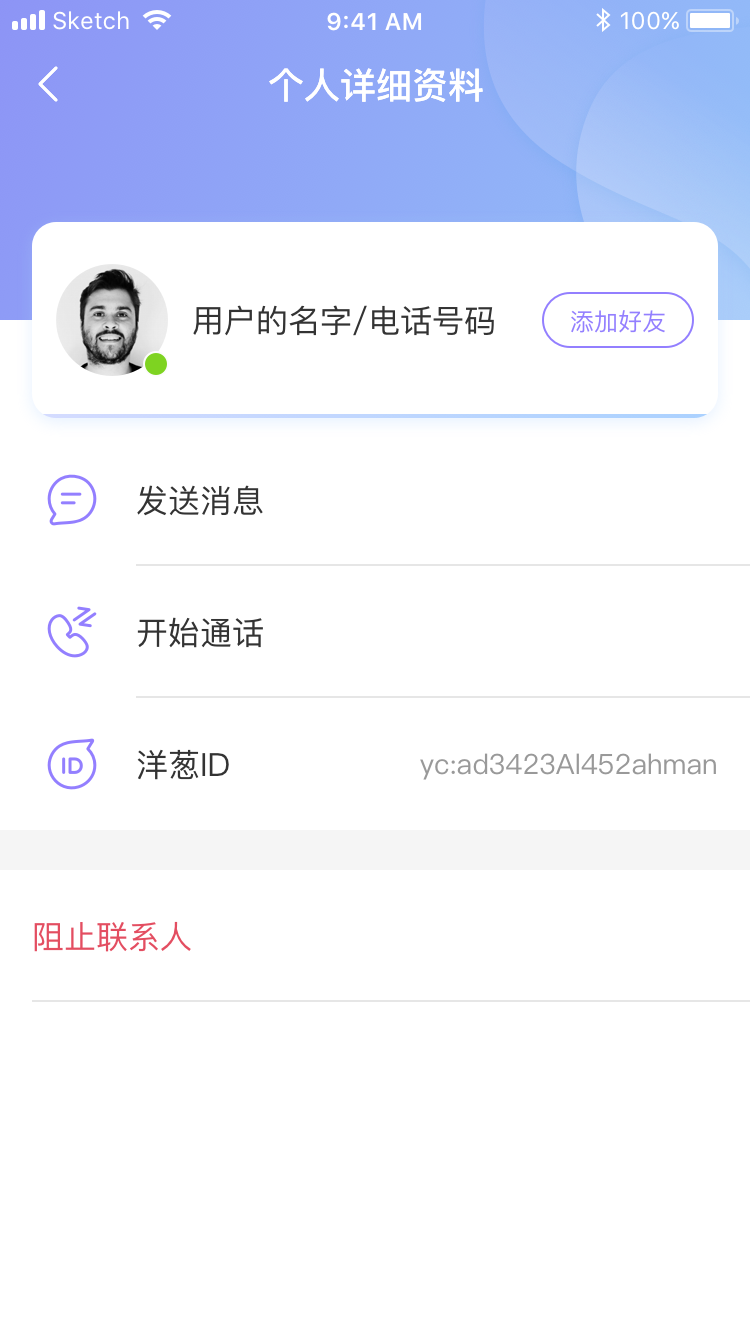 Sketch 9:41 AM 100%
个人详细资料
用户的名字/电话号码 添加好友
发送消息
开始通话
ID 洋葱ID yc:ad3423Al452ahman
阻止联系人